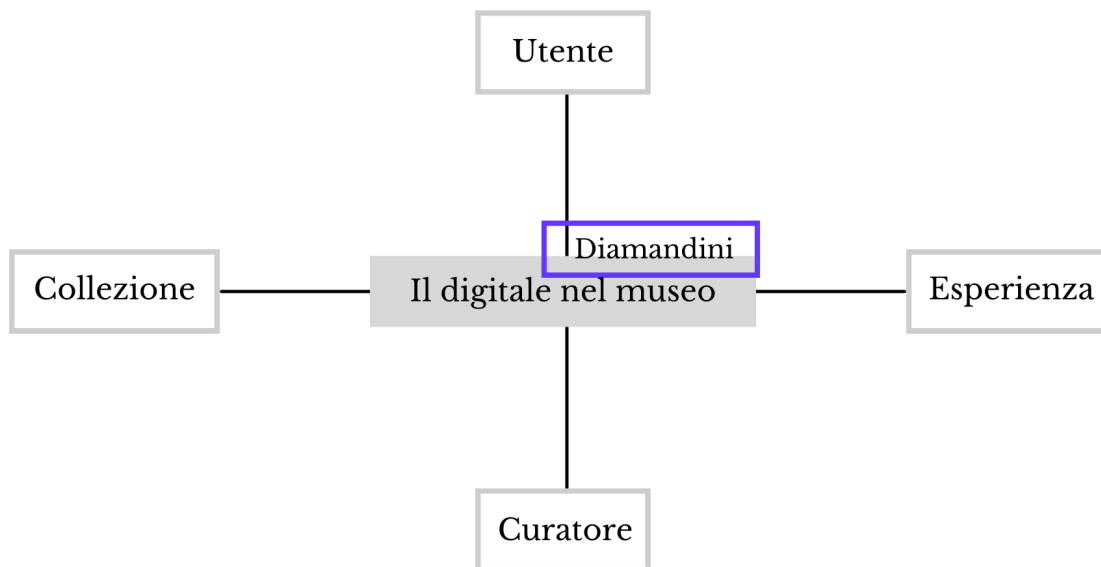 Utente
Diamandini
Collezione
Il digitale nel museo
Esperienza
Curatore